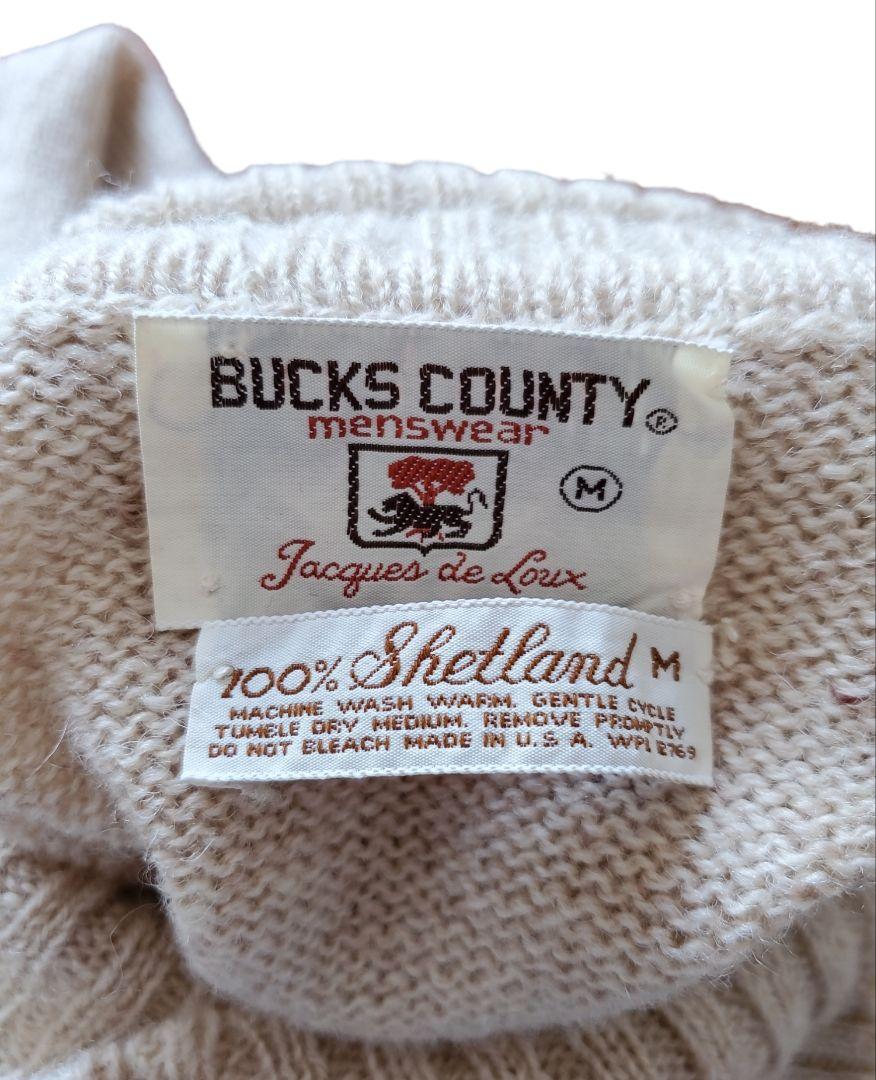 BUCKS COUNTY®
menswear
M
Jacques de Loux
100% Shetland M
MACHINE WASH WARM. GENTLE CYCLE
TUMBLE DRY MEDIUM. REMOVE PROMPTLY
DO NOT BLEACH MADE IN U.S.A. WPL 2769